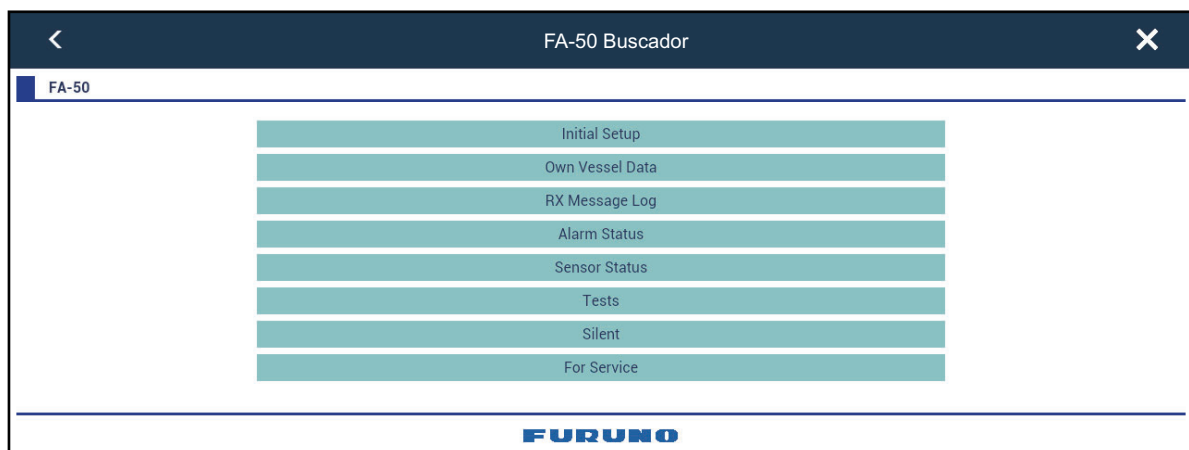 FA-50 Buscador
FA-50
Initial Setup
Own Vessel Data
RX Message Log
Alarm Status
Sensor Status
Tests
Silent
For Service
FURUNO